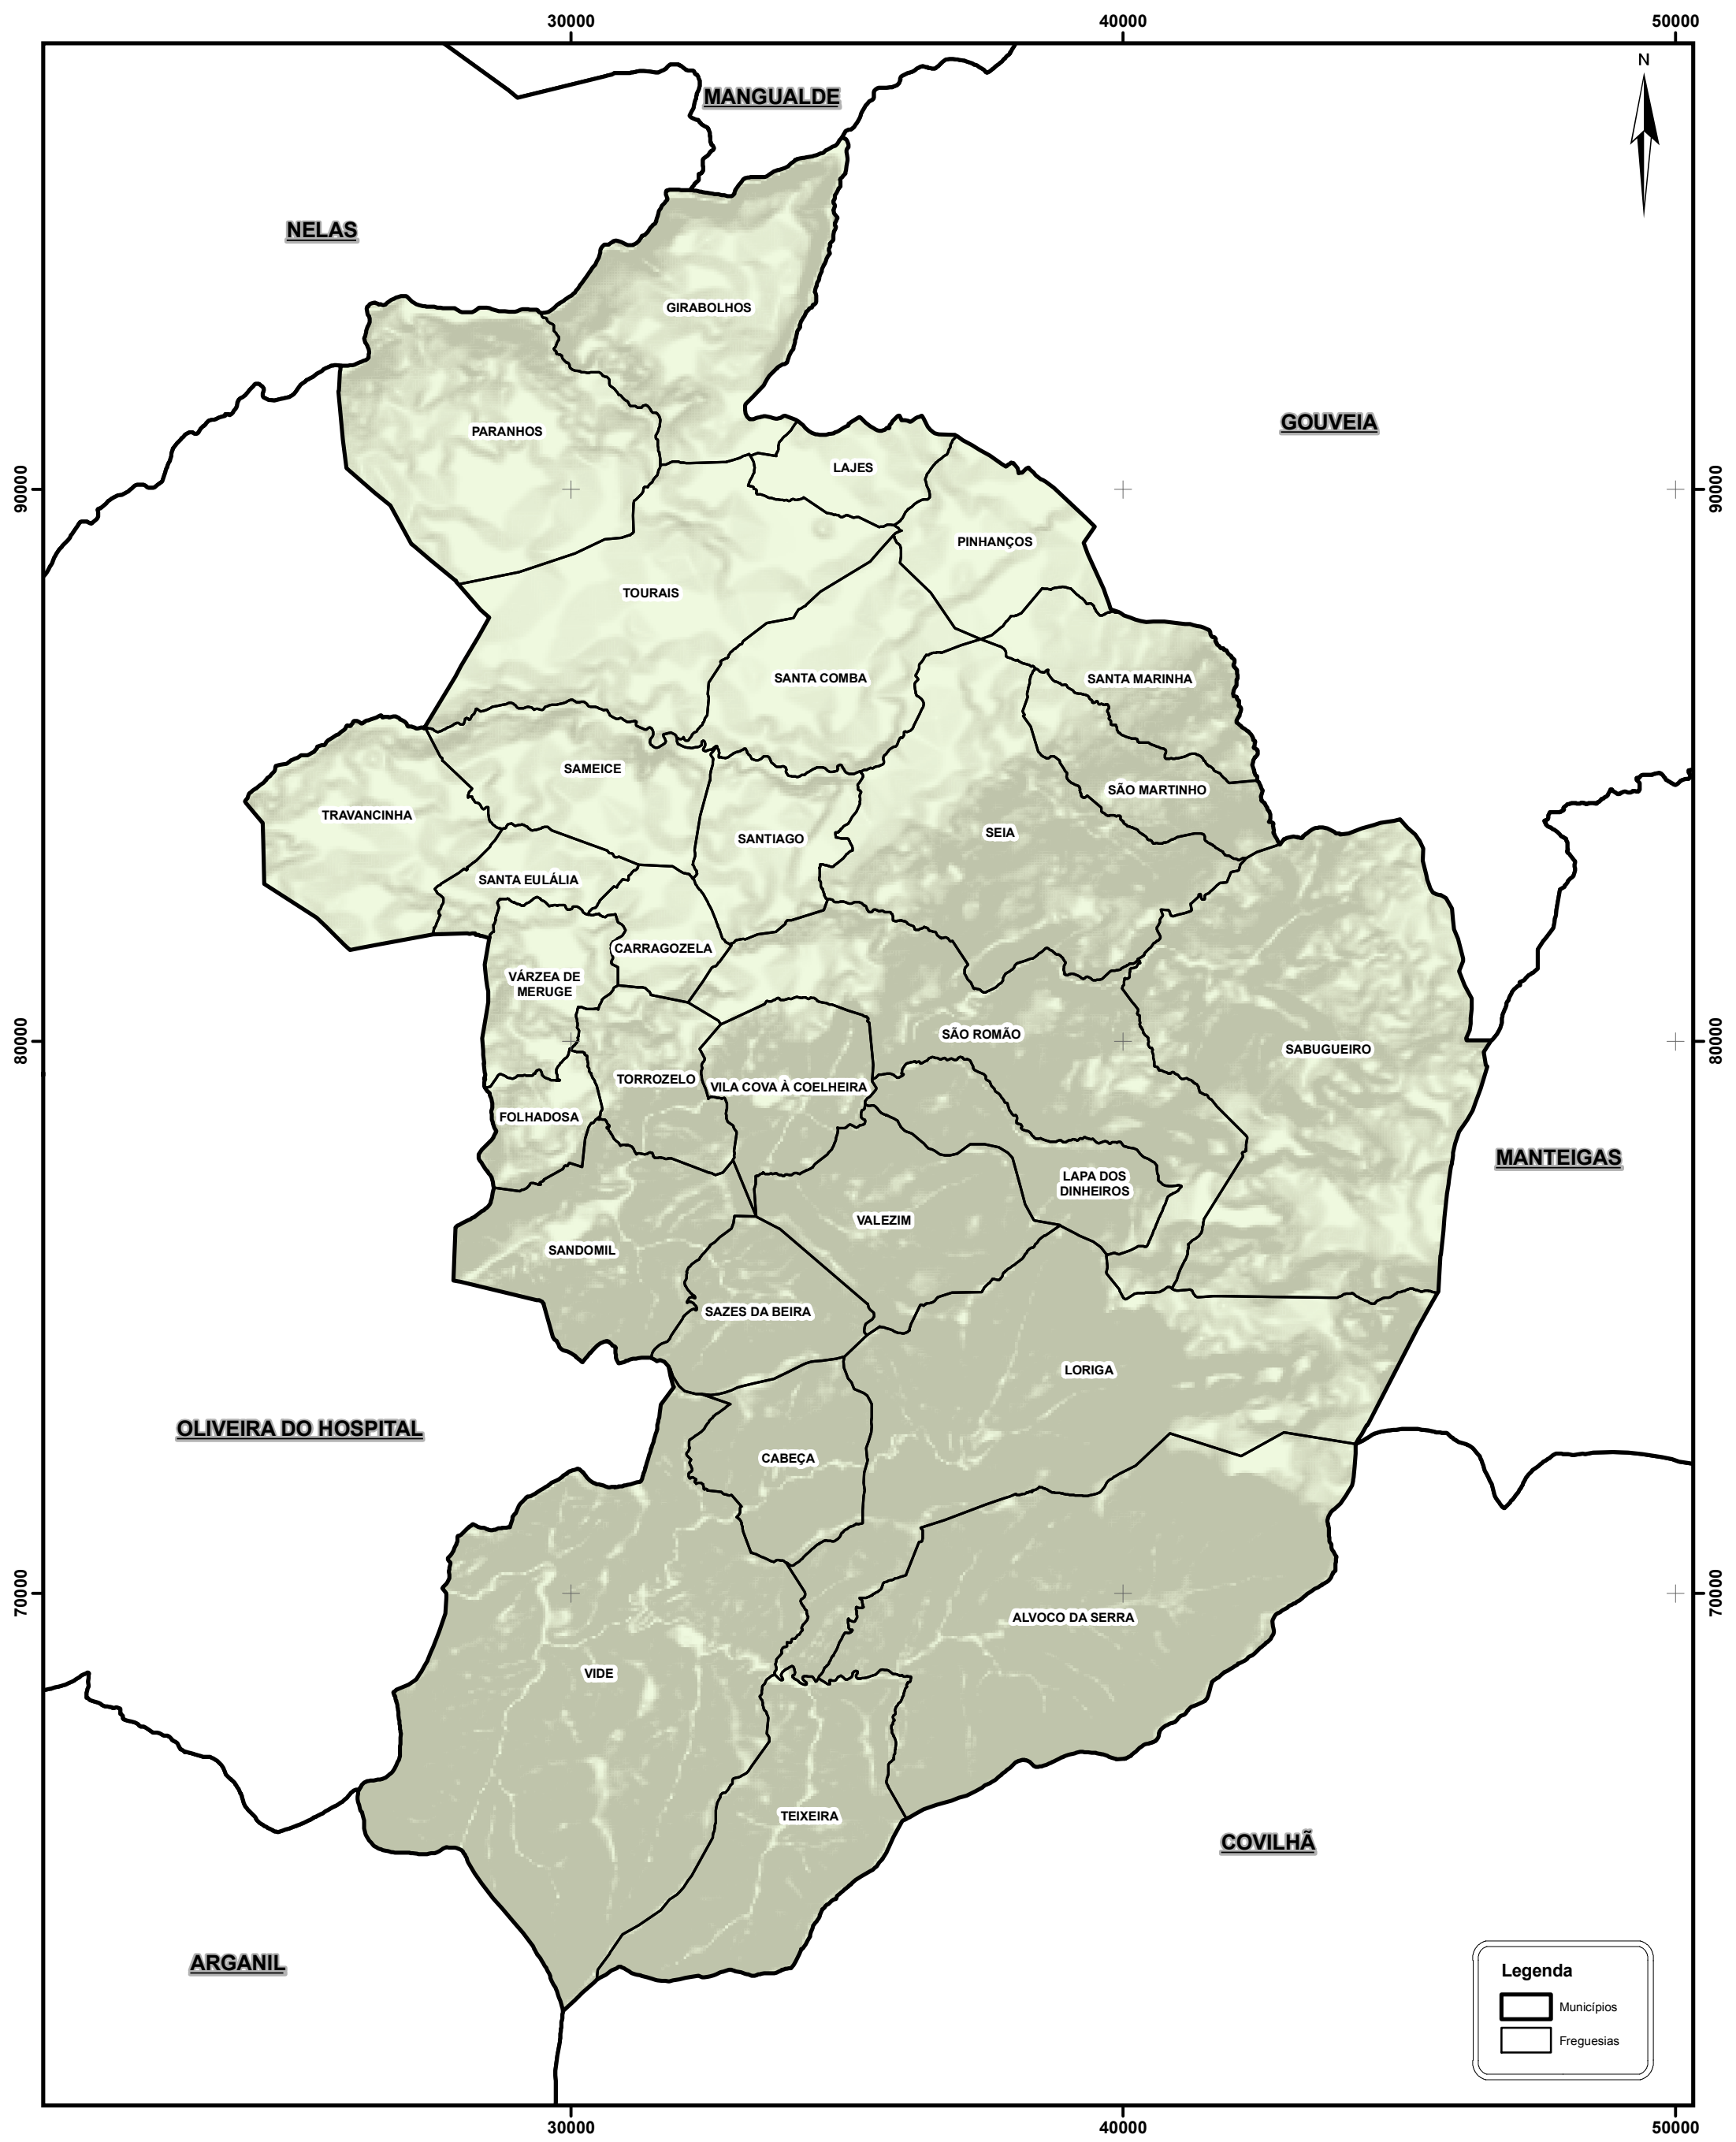 30000
40000
50000
N
MANGUALDE
NELAS
GIRABOLHOS
GOUVEIA
PARANHOS
LAJES
90000
90000
PINHANÇOS
TOURAIS
SANTA COMBA
SANTA MARINHA
SAMEICE
SÃO MARTINHO
TRAVANCINHA
SEIA
SANTIAGO
SANTA EULÁLIA
CARRAGOZELA
VÁRZEA DE
MERUGE
SÃO ROMÃO
80000
80000
SABUGUEIRO
TORROZELO
VILA COVA À COELHEIRA
FOLHADOSA
MANTEIGAS
LAPA DOS
DINHEIROS
VALEZIM
SANDOMIL
SAZES DA BEIRA
LORIGA
OLIVEIRA DO HOSPITAL
CABEÇA
70000
70000
ALVOCO DA SERRA
VIDE
TEIXEIRA
COVILHÃ
ARGANIL
Legenda
Municípios
Freguesias
30000
40000
50000